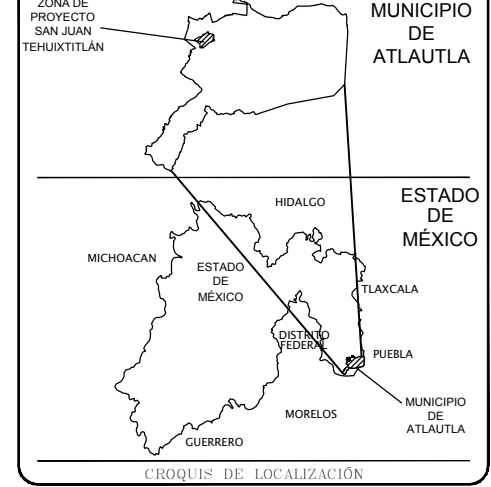 ZONA DE
PROYECTO
SAN JUAN
TEHUIXTITLÁN
MUNICIPIO
DE
ATLAUTLA
HIDALGO
ESTADO
DE
MÉXICO
MICHOACAN
ESTADO
DE
MÉXICO
TLAXCALA
DISTRITO
FEDERAL
PUEBLA
MUNICIPIO
DE
ATLAUTLA
MORELOS
GUERRERO
CROQUIS DE LOCALIZACIÓN